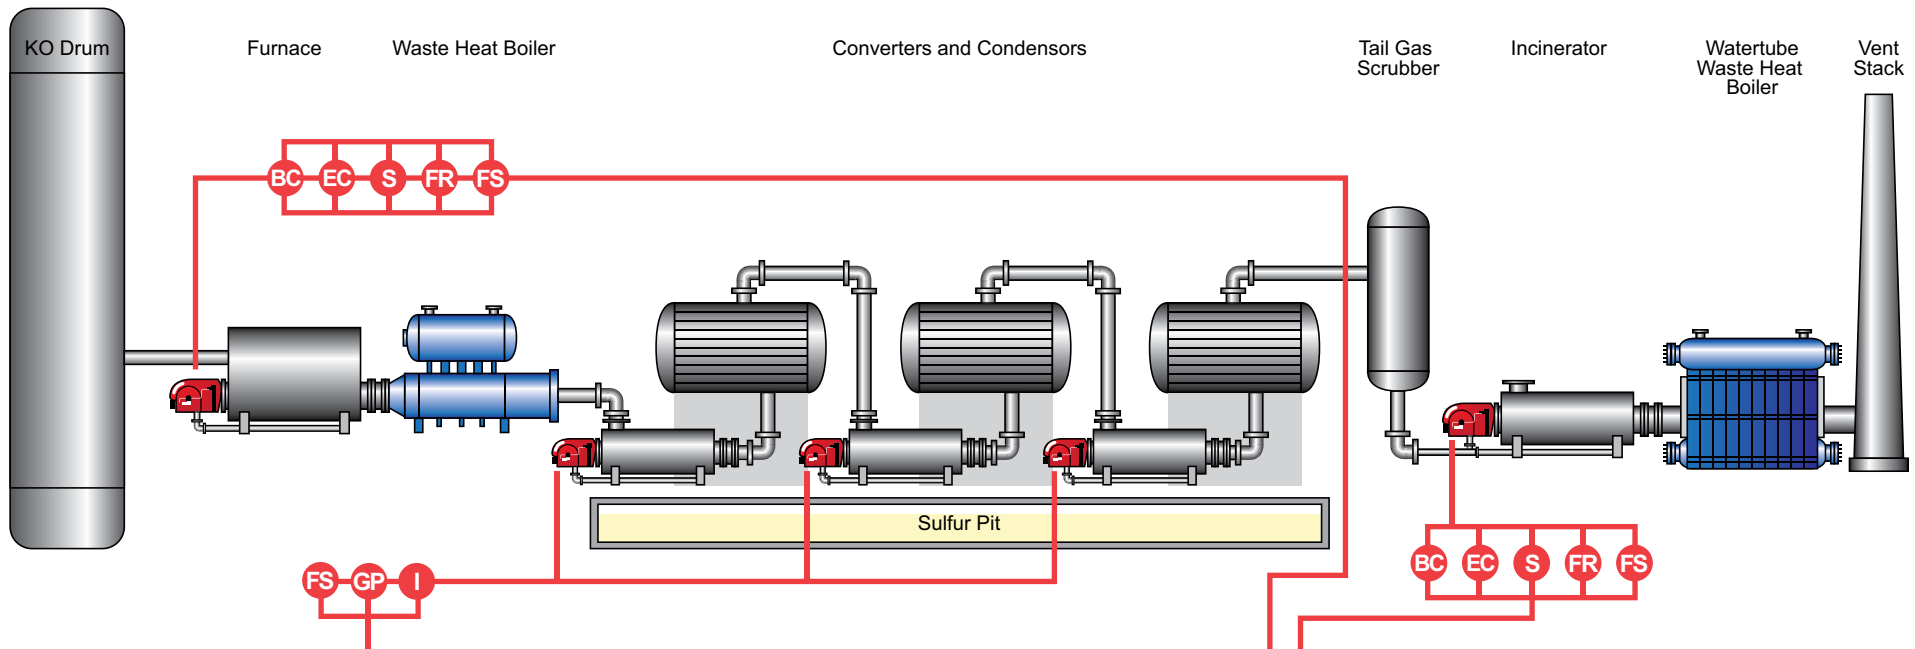 KO Drum
Furnace
Waste Heat Boiler
Converters and Condensors
Tail Gas
Scrubber
Incinerator
Watertube
Waste Heat
Boiler
Vent
Stack
BC EC S FR FS
Sulfur Pit
FS GP I
BC EC S FR FS